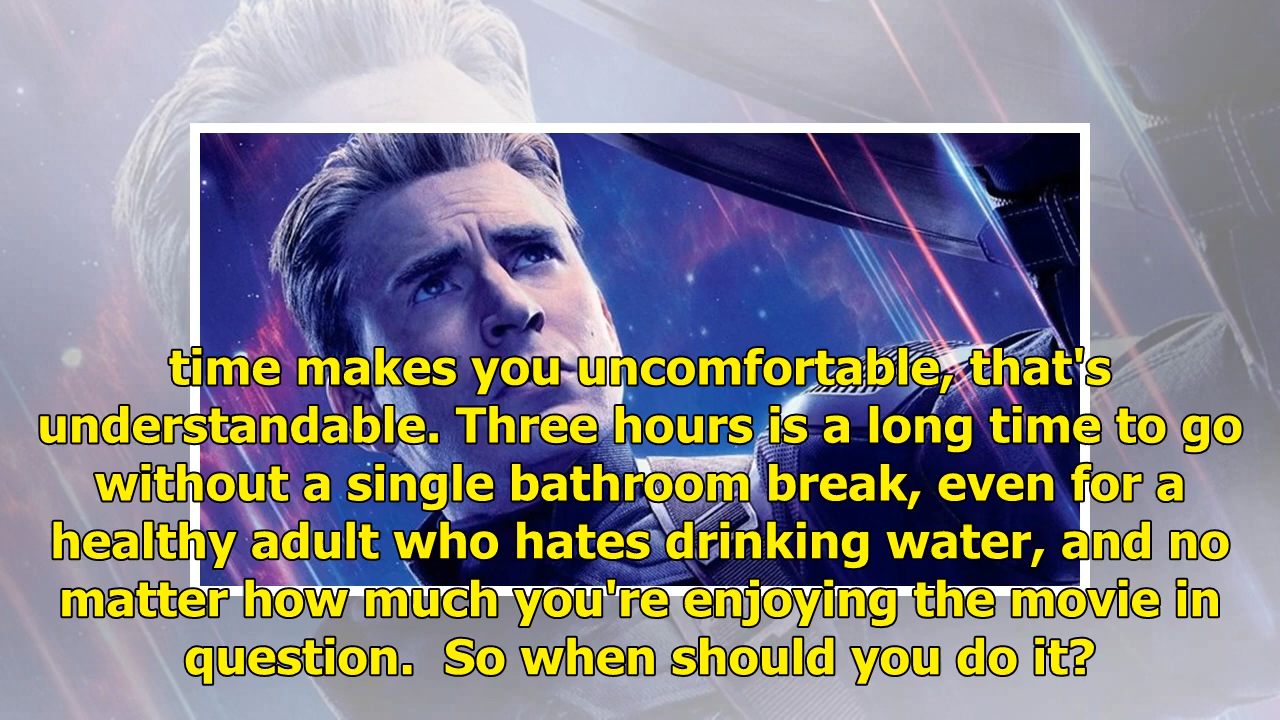 time makes you uncomfortable, that's
understandable. Three hours is a long time to go
without a single bathroom break, even for a
healthy adult who hates drinking water, and no
matter how much you're enjoying the movie in
question.  So when should you do it?